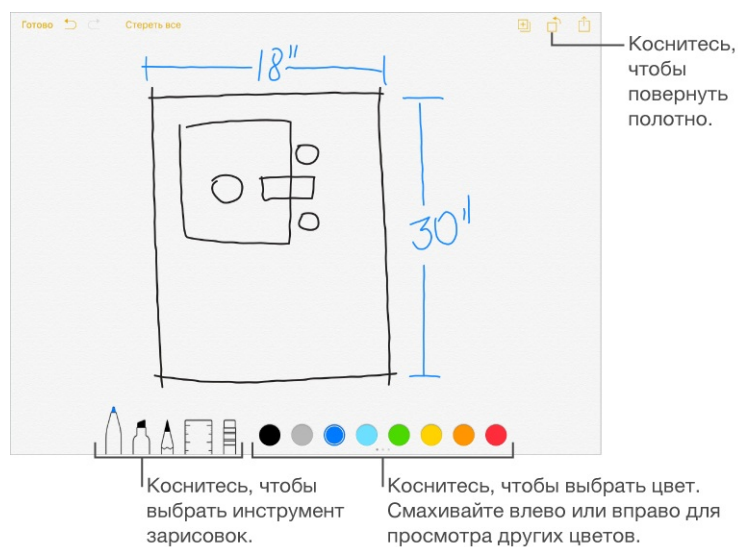 Готово
Стереть все
18"
Коснитесь,
чтобы
повернуть
полотно.
30"
Коснитесь, чтобы
выбрать инструмент
зарисовок.
Коснитесь, чтобы выбрать цвет.
Смахивайте влево или вправо для
просмотра других цветов.